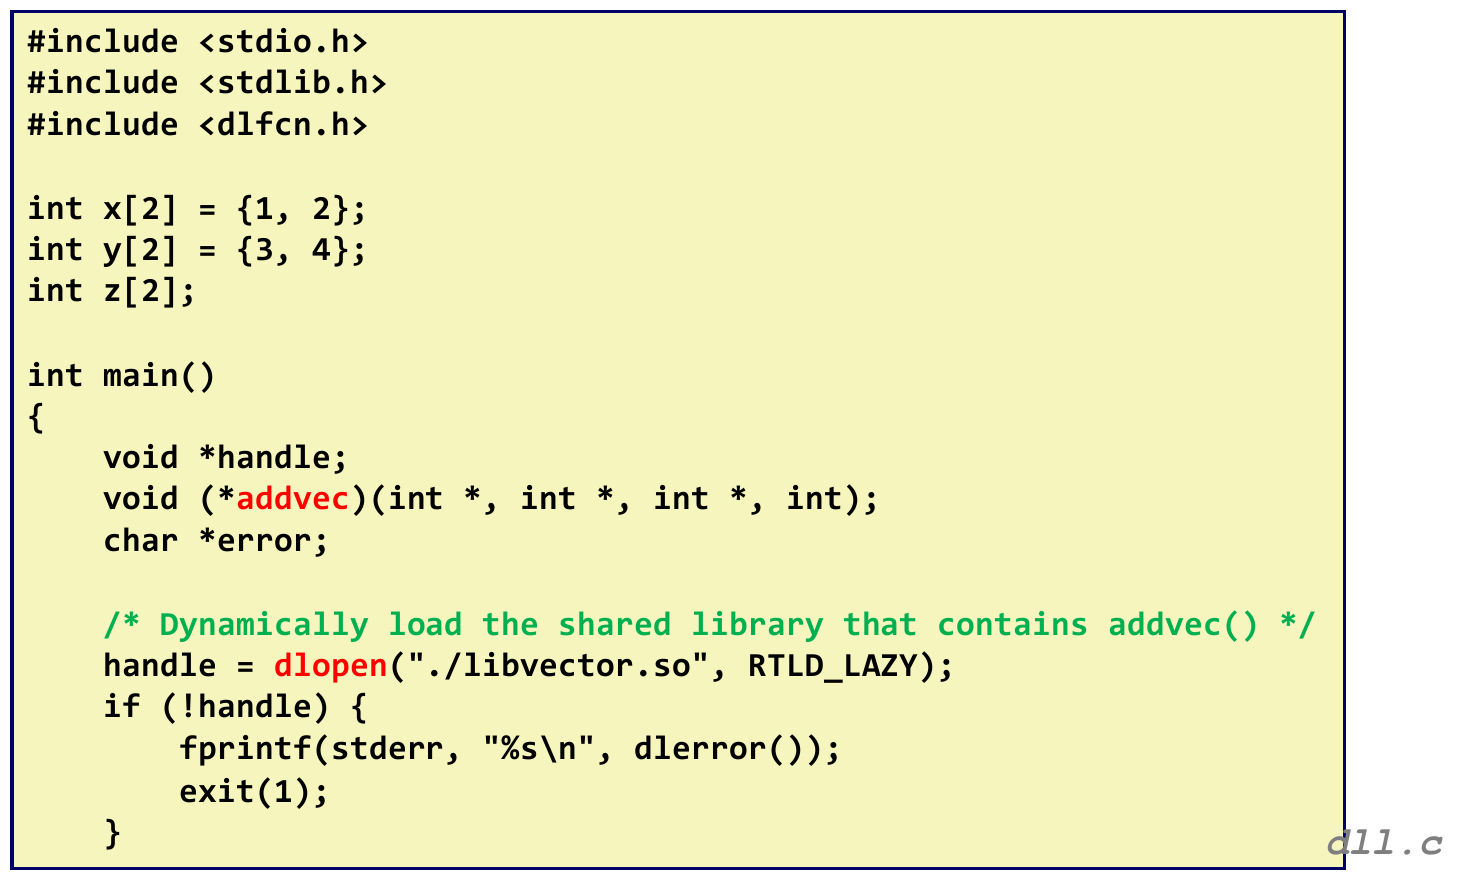 #include <stdio.h>
#include <stdlib.h>
#include <dlfcn.h>

int x[2] = {1, 2};
int y[2] = {3, 4};
int z[2];

int main()
{
    void *handle;
    void (*addvec)(int *, int *, int *, int);
    char *error;

    /* Dynamically load the shared library that contains addvec() */
    handle = dlopen("./libvector.so", RTLD_LAZY);
    if (!handle) {
        fprintf(stderr, "%s\n", dlerror());
        exit(1);
    }
dll.c